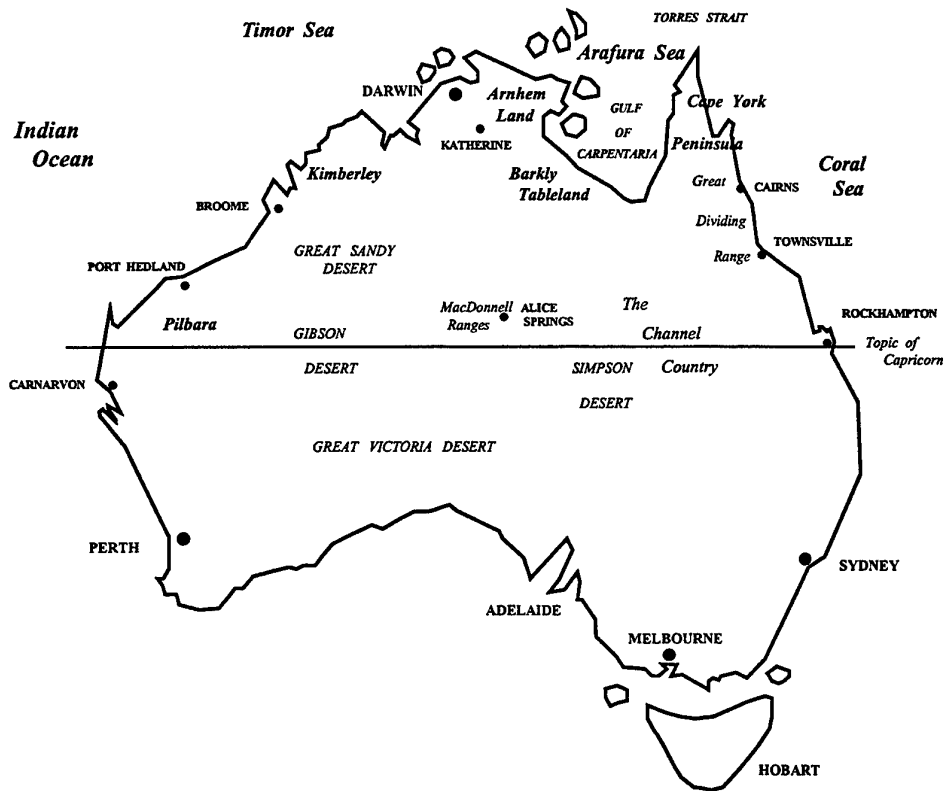 TORRES STRAIT
Timor Sea
Arafura Sea
DARWIN
Arnhem
Land
GULF
OF
CARPENTARIA
Cape York
Peninsula
Indian
Ocean
KATHERINE
Kimberley
Barkly
Tableland
Coral
Sea
Great
CAIRNS
BROOME
Dividing
Range
TOWNSVILLE
GREAT SANDY
DESERT
PORT HEDLAND
Pilbara
MacDonnell
Ranges
ALICE
SPRINGS
The
Channel
Country
ROCKHAMPTON
GIBSON
DESERT
Topic of
Capricorn
SIMPSON
DESERT
CARNARVON
GREAT VICTORIA DESERT
PERTH
SYDNEY
ADELAIDE
MELBOURNE
HOBART